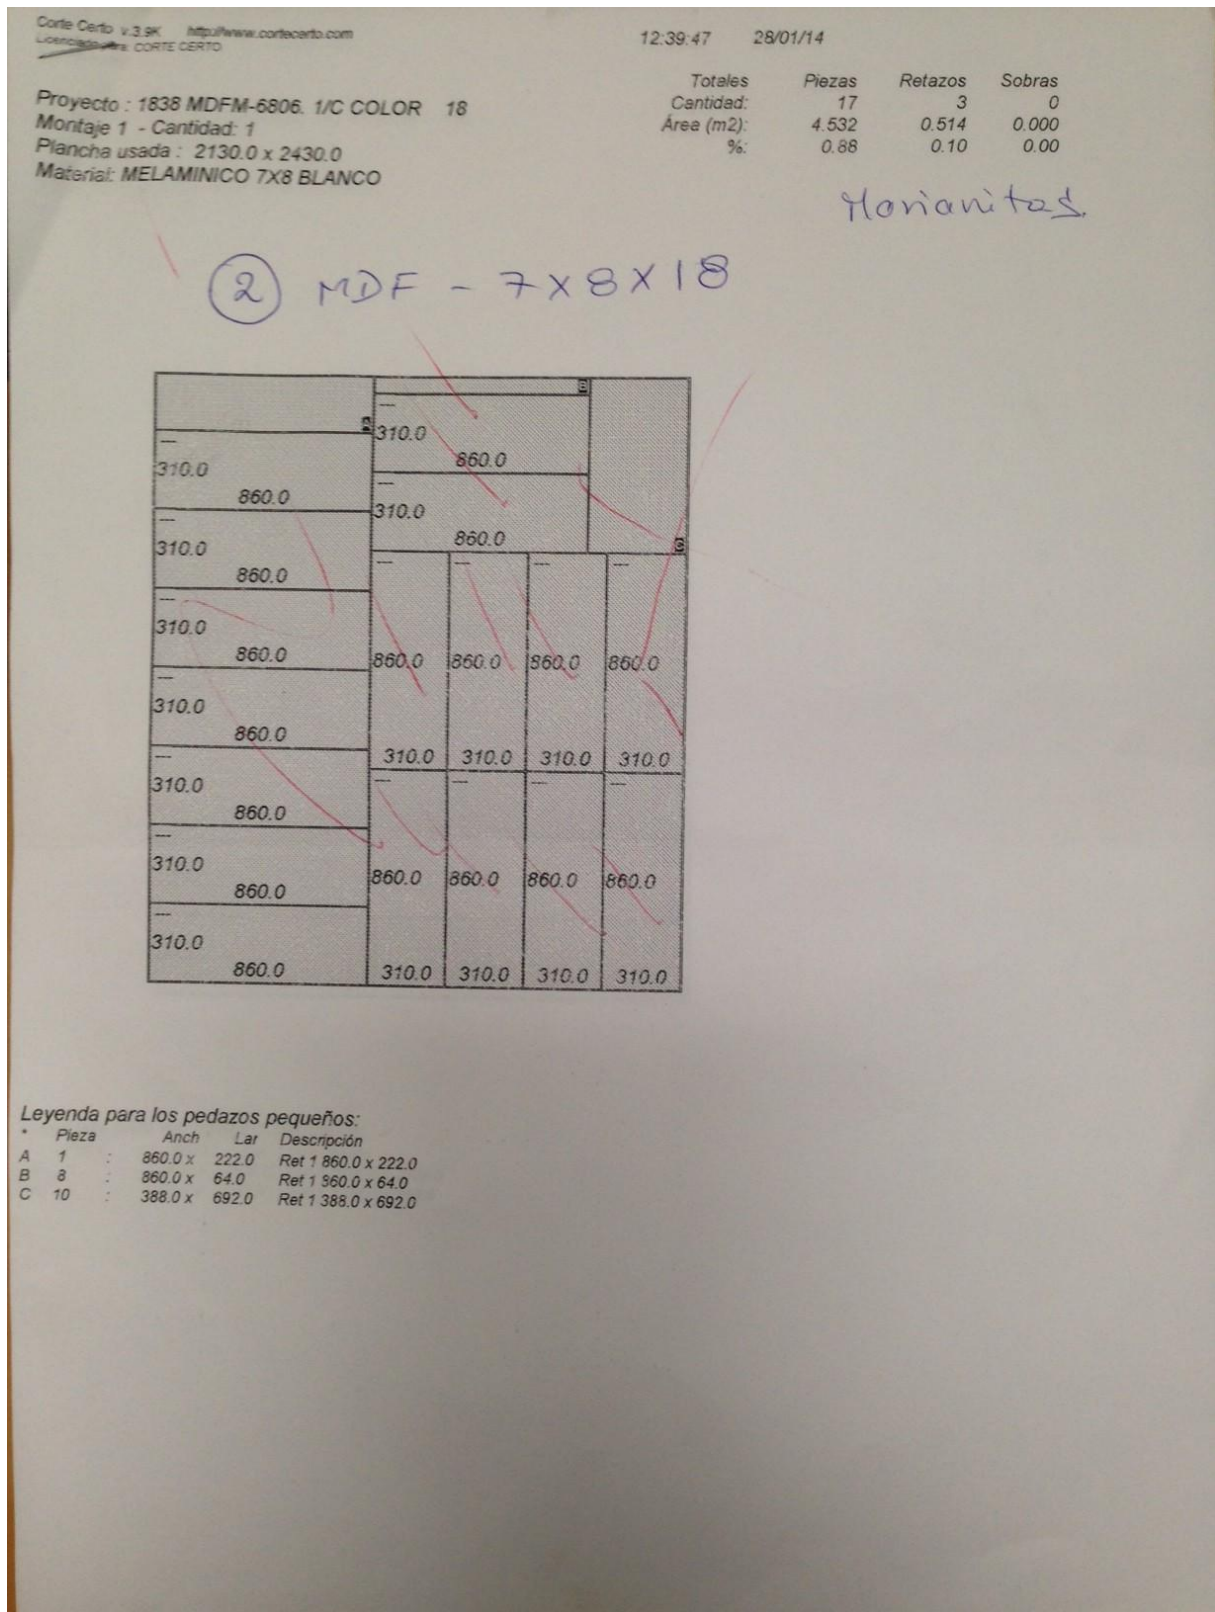 Corte Certo v.3.9K http://www.cortecerto.com
Licenciado para: CORTE CERTO
12:39:47 28/01/14
Totales Piezas Retazos Sobras
Cantidad: 17 3 0
Área (m2): 4.532 0.514 0.000
%: 0.88 0.10 0.00
Proyecto : 1838 MDFM-6806. 1/C COLOR 18
Montaje 1 - Cantidad: 1
Plancha usada : 2130.0 x 2430.0
Material: MELAMINICO 7X8 BLANCO
Marianitas.
2 MDF - 7X8X18
B
A
310.0
860.0
310.0
860.0
310.0
860.0
310.0
860.0
C
310.0
860.0
310.0
860.0
860.0 860.0 860.0 860.0
310.0
860.0
310.0 310.0 310.0 310.0
310.0
860.0
310.0
860.0
860.0 860.0 860.0 860.0
310.0
860.0
310.0 310.0 310.0 310.0
Leyenda para los pedazos pequeños:
* Pieza Anch Lar Descripción
A 1 : 860.0 x 222.0 Ret 1 860.0 x 222.0
B 8 : 860.0 x 64.0 Ret 1 860.0 x 64.0
C 10 : 388.0 x 692.0 Ret 1 388.0 x 692.0